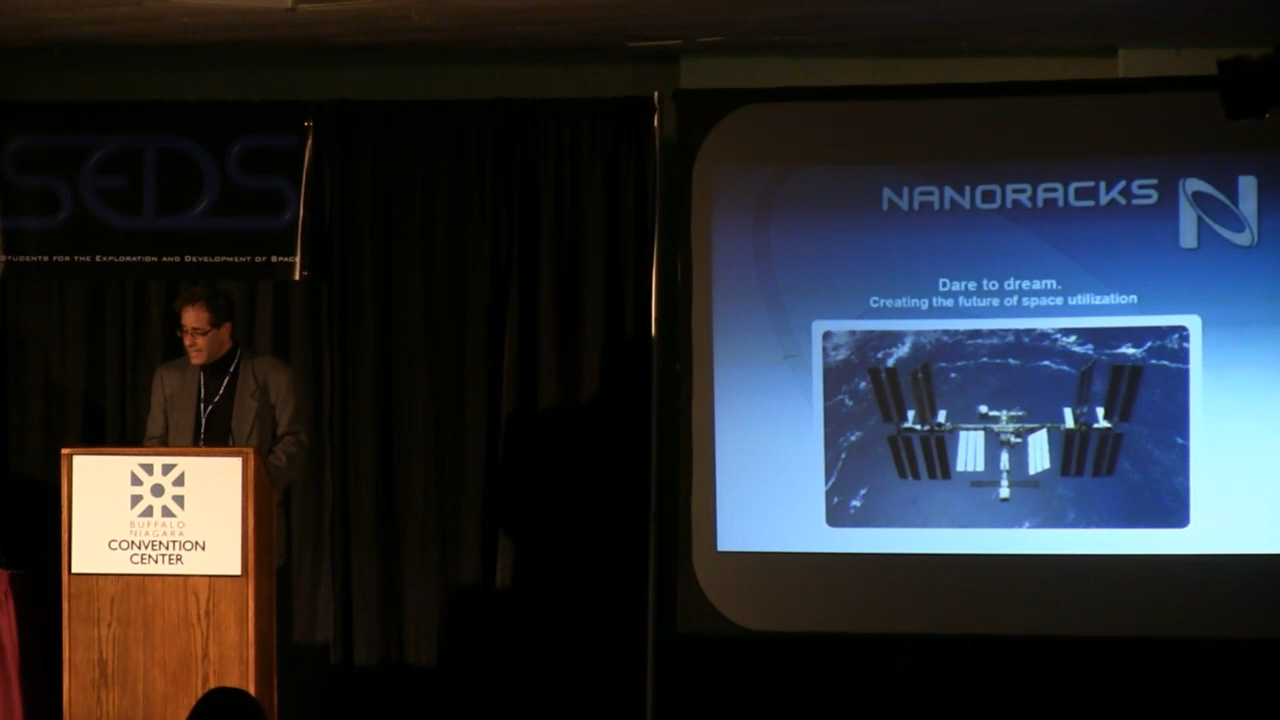 SEDS
STUDENTS FOR THE EXPLORATION AND DEVELOPMENT OF SPACE
BUFFALO
NIAGARA
CONVENTION
CENTER
NANORACKS
Dare to dream.
Creating the future of space utilization